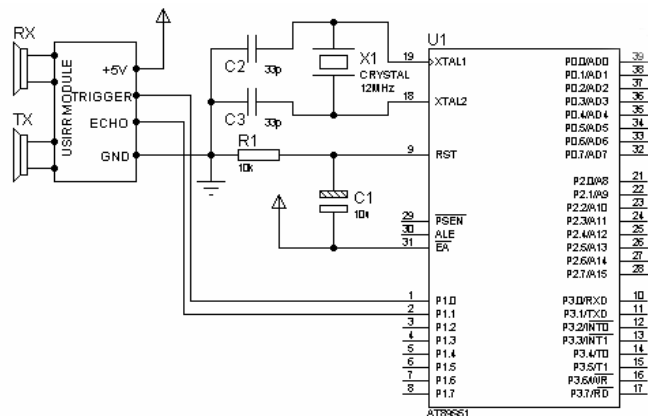 RX
TX
USIRR MODULE
+5V
TRIGGER
ECHO
GND
C2
33p
C3
33p
X1
CRYSTAL
12MHz
R1
10k
C1
10u
U1
19 XTAL1
18 XTAL2
9 RST
29 PSEN
30 ALE
31 EA
1 P1.0
2 P1.1
3 P1.2
4 P1.3
5 P1.4
6 P1.5
7 P1.6
8 P1.7
P0.0/AD0 39
P0.1/AD1 38
P0.2/AD2 37
P0.3/AD3 36
P0.4/AD4 35
P0.5/AD5 34
P0.6/AD6 33
P0.7/AD7 32
P2.0/A8 21
P2.1/A9 22
P2.2/A10 23
P2.3/A11 24
P2.4/A12 25
P2.5/A13 26
P2.6/A14 27
P2.7/A15 28
P3.0/RXD 10
P3.1/TXD 11
P3.2/INT0 12
P3.3/INT1 13
P3.4/T0 14
P3.5/T1 15
P3.6/WR 16
P3.7/RD 17
AT89S51